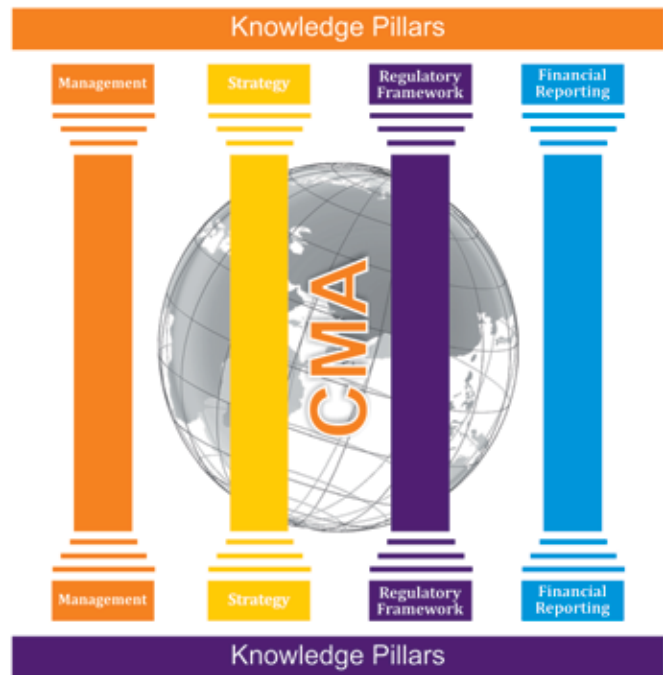 Knowledge Pillars
Management
Strategy
Regulatory
Framework
Financial
Reporting
CMA
Management
Strategy
Regulatory
Framework
Financial
Reporting
Knowledge Pillars